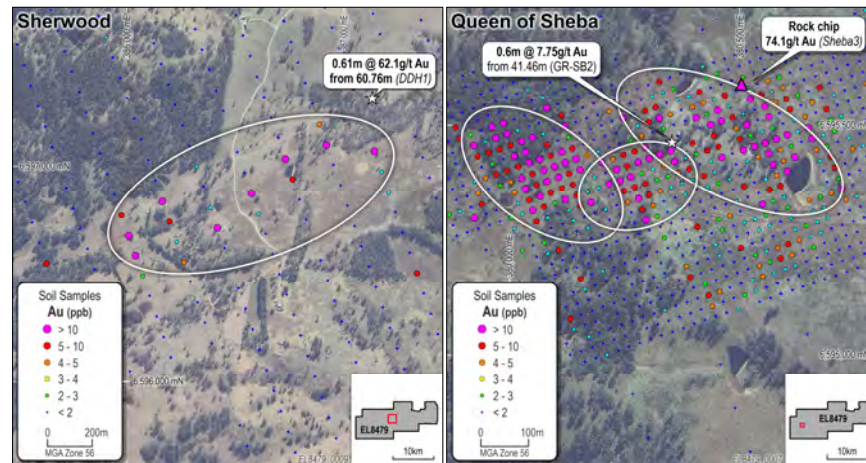 Sherwood
0.61m @ 62.1g/t Au
from 60.76m (DDH1)
Soil Samples
Au (ppb)
> 10
5 - 10
4 - 5
3 - 4
2 - 3
< 2
0 200m
MGA Zone 56
6,596,000 mN
EL8479
10km
EL8479_0009
Queen of Sheba
0.6m @ 7.75g/t Au
from 41.46m (GR-SB2)
Rock chip
74.1g/t Au (Sheba3)
6,595,500 mN
6,595,000 mN
Soil Samples
Au (ppb)
> 10
5 - 10
4 - 5
3 - 4
2 - 3
< 2
0 100m
MGA Zone 56
EL8479
10km